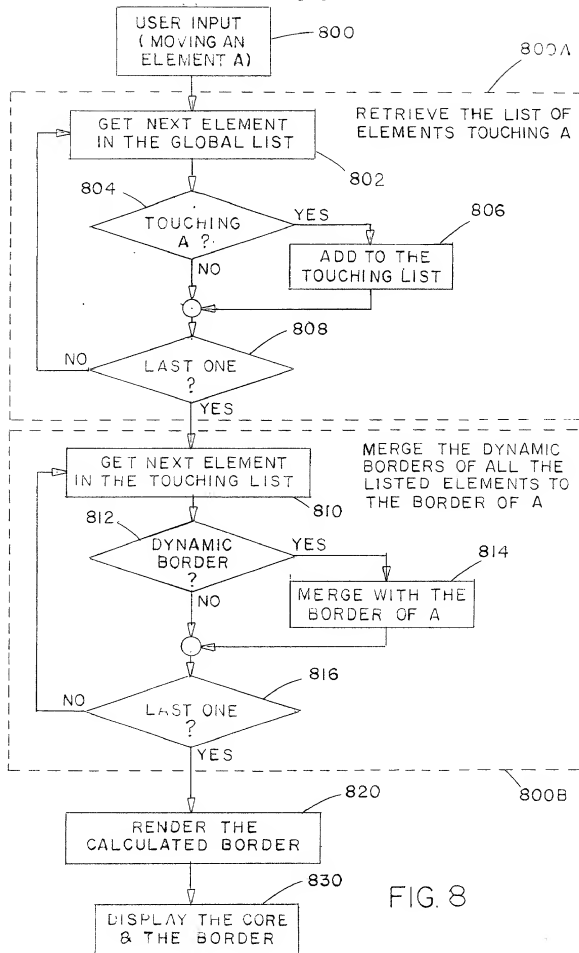 USER INPUT
(MOVING AN
ELEMENT A)
800
800A
RETRIEVE THE LIST OF
ELEMENTS TOUCHING A
GET NEXT ELEMENT
IN THE GLOBAL LIST
802
804
TOUCHING
A ?
YES
NO
806
ADD TO THE
TOUCHING LIST
808
LAST ONE
?
NO
YES
MERGE THE DYNAMIC
BORDERS OF ALL THE
LISTED ELEMENTS TO
THE BORDER OF A
GET NEXT ELEMENT
IN THE TOUCHING LIST
810
812
DYNAMIC
BORDER
?
YES
NO
814
MERGE WITH THE
BORDER OF A
816
LAST ONE
?
NO
YES
800B
820
RENDER THE
CALCULATED BORDER
830
DISPLAY THE CORE
& THE BORDER
FIG. 8